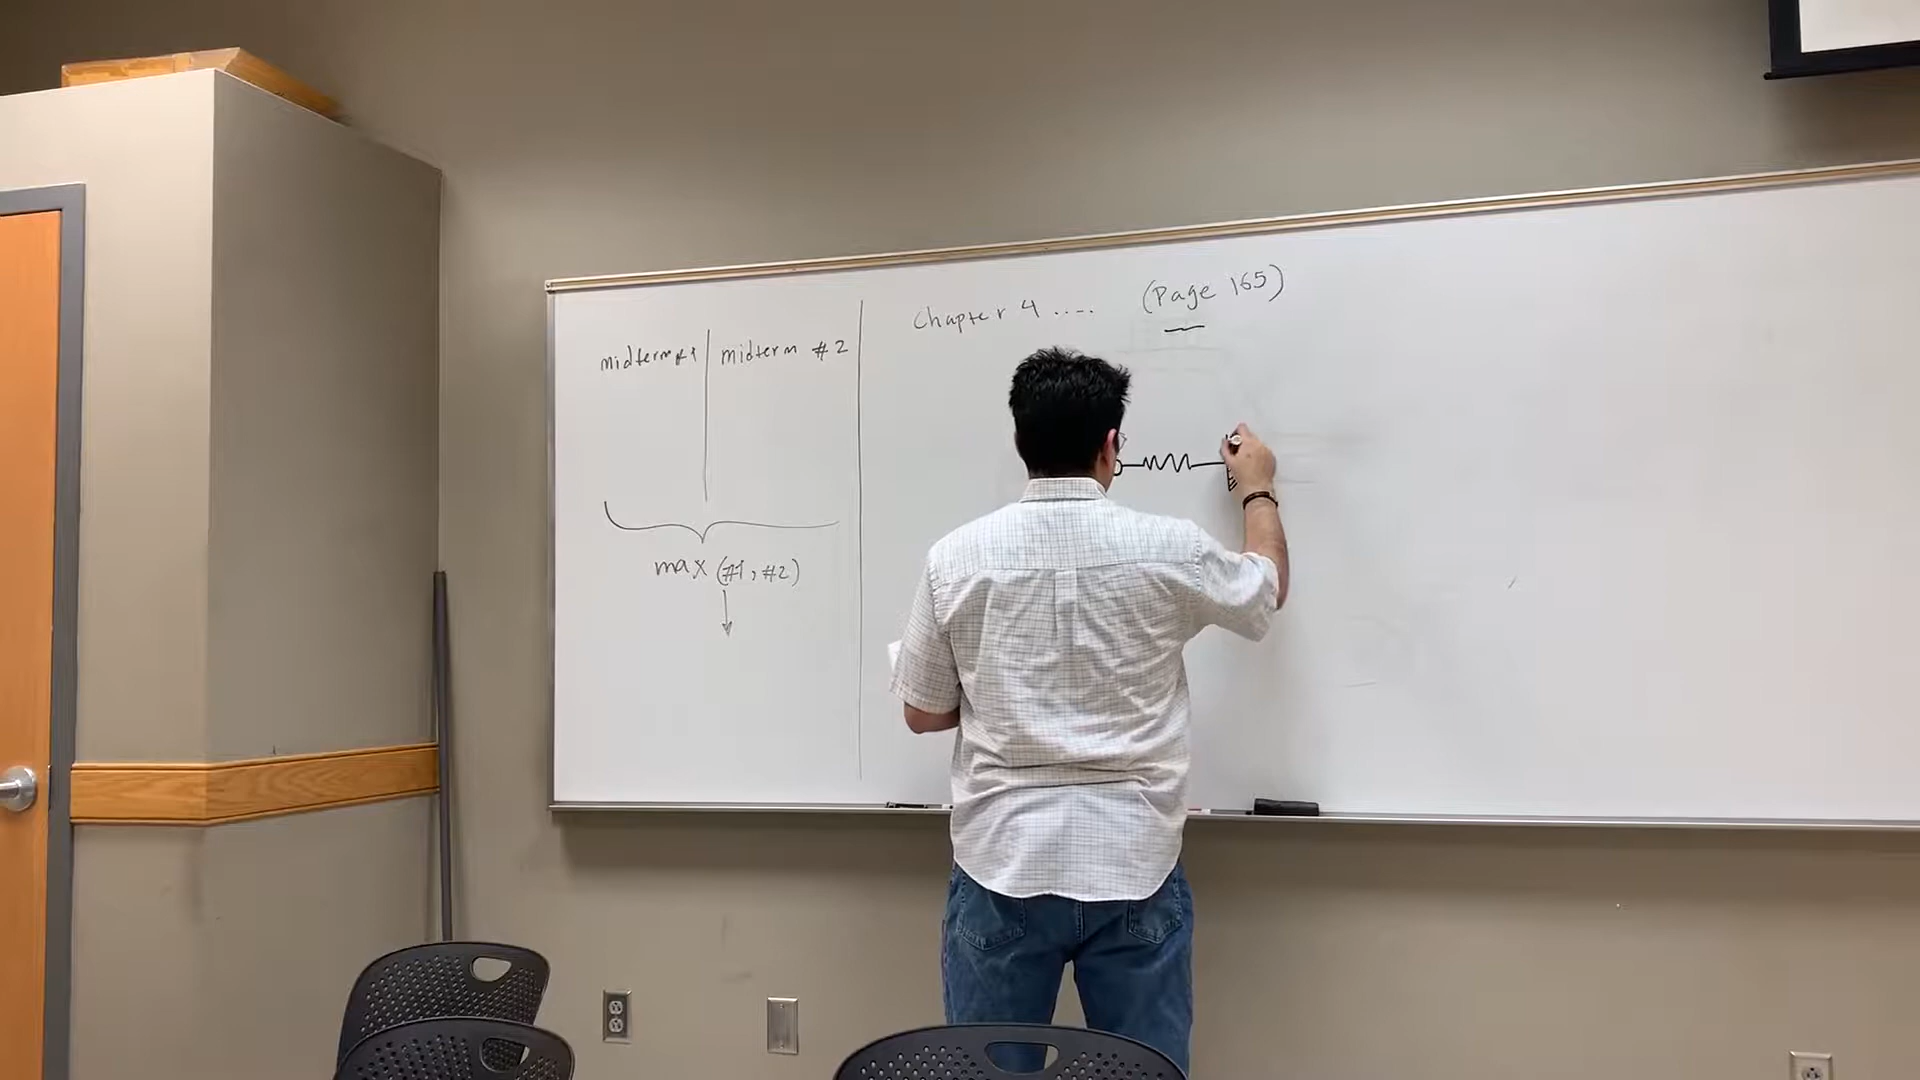 midterm #1 midterm #2
max (#1, #2)
Chapter 4 .... (Page 165)